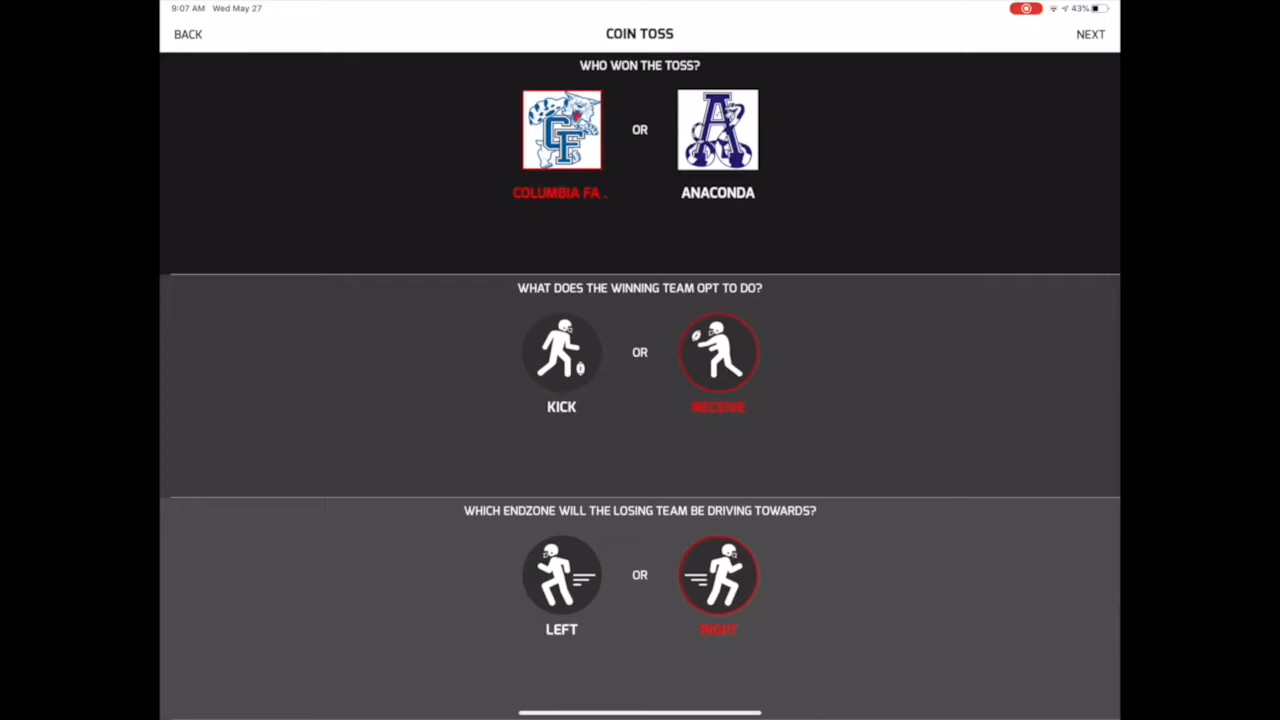 9:07 AM Wed May 27
43%
BACK
COIN TOSS
NEXT
WHO WON THE TOSS?
CF
OR
A
COLUMBIA FA..
ANACONDA
WHAT DOES THE WINNING TEAM OPT TO DO?
OR
KICK
RECEIVE
WHICH ENDZONE WILL THE LOSING TEAM BE DRIVING TOWARDS?
OR
LEFT
RIGHT